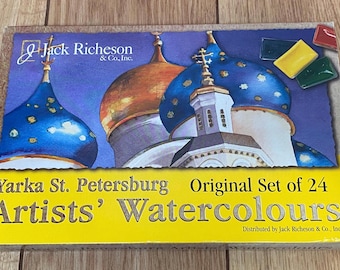 Jack Richeson
& Co., Inc.
Yarka St. Petersburg Original Set of 24
Artists' Watercolours
Distributed by Jack Richeson & Co., Inc.